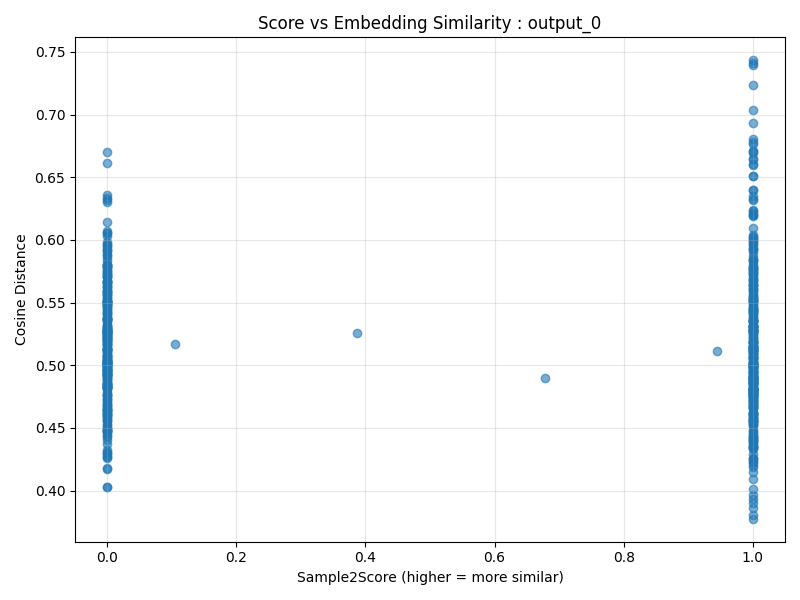 Score vs Embedding Similarity : output_0
0.75
0.70
0.65
0.60
0.55
0.50
0.45
0.40
Cosine Distance
0.0 0.2 0.4 0.6 0.8 1.0
Sample2Score (higher = more similar)